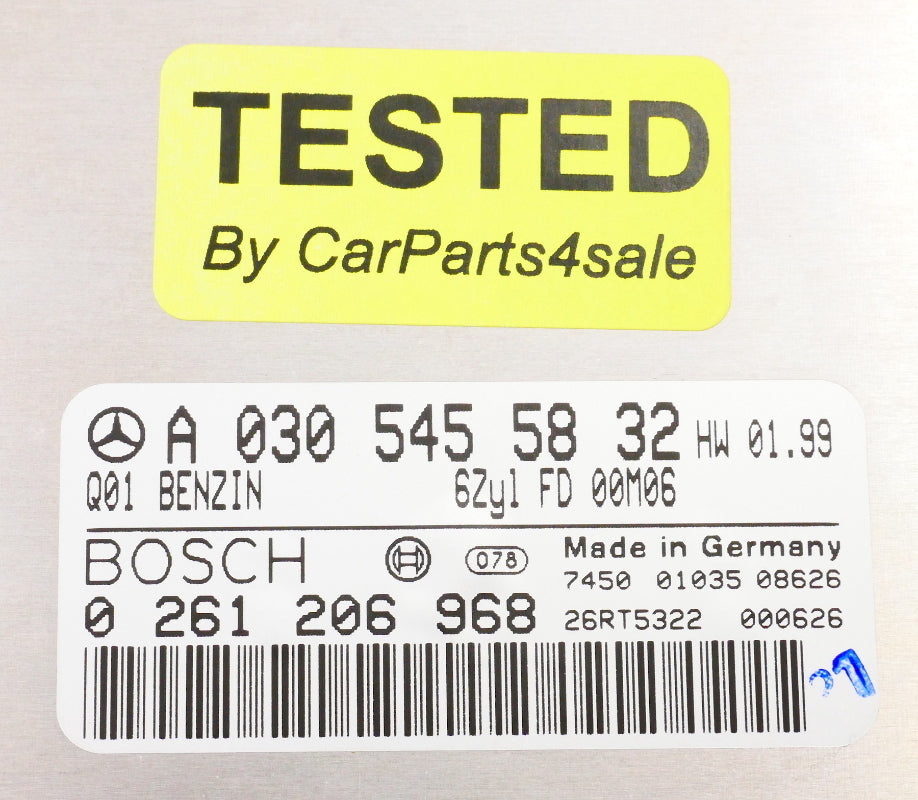 TESTED
By CarParts4sale
A 030 545 58 32 HW 01.99
Q01 BENZIN 6Zyl FD 00M06
BOSCH 078 Made in Germany
7450 01035 08626
0 261 206 968 26RT5322 000626